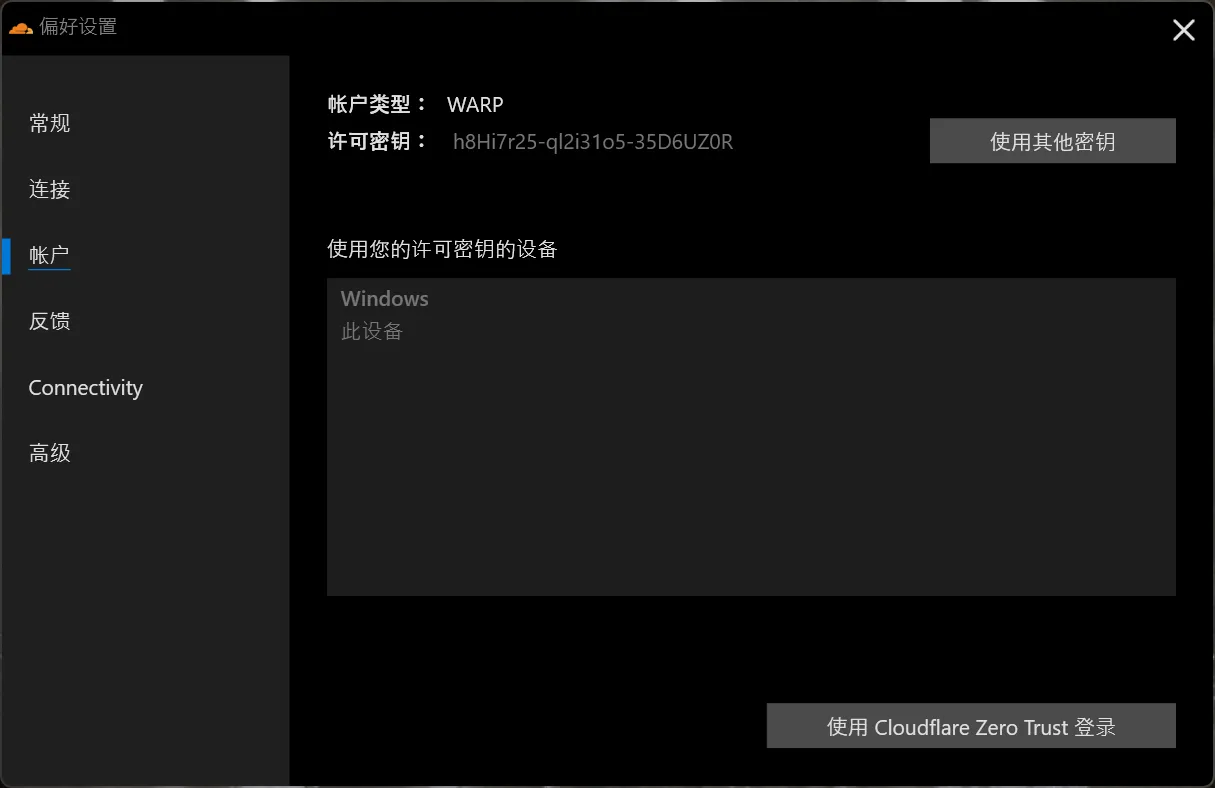 偏好设置
常规
连接
帐户
反馈
Connectivity
高级
帐户类型： WARP
许可密钥： h8Hi7r25-ql2i31o5-35D6UZ0R
使用其他密钥
使用您的许可密钥的设备
Windows
此设备
使用 Cloudflare Zero Trust 登录